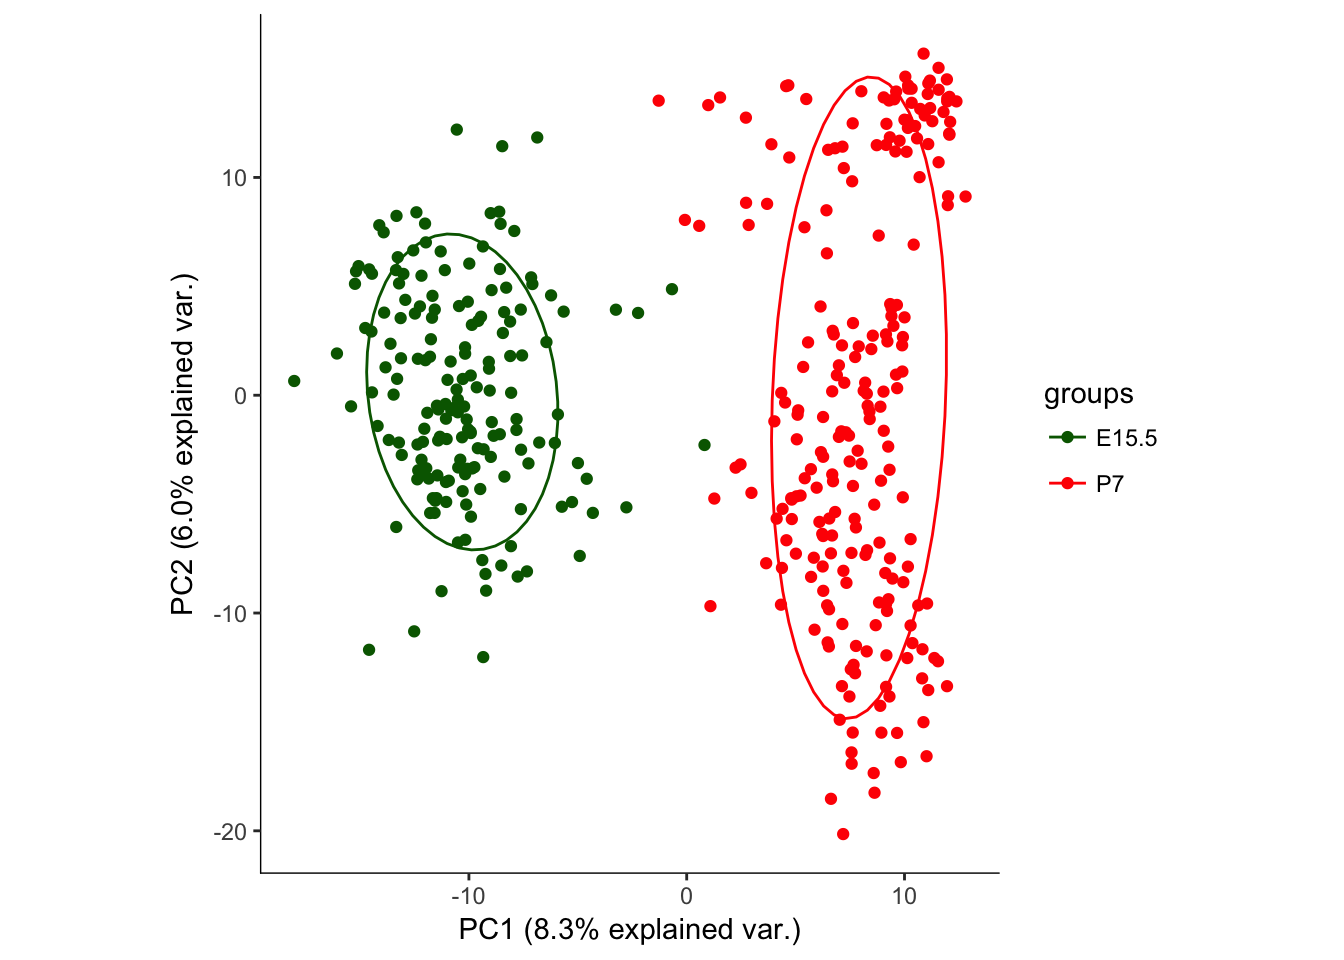 PC2 (6.0% explained var.)
10
0
-10
-20
-10
0
10
PC1 (8.3% explained var.)
groups
E15.5
P7